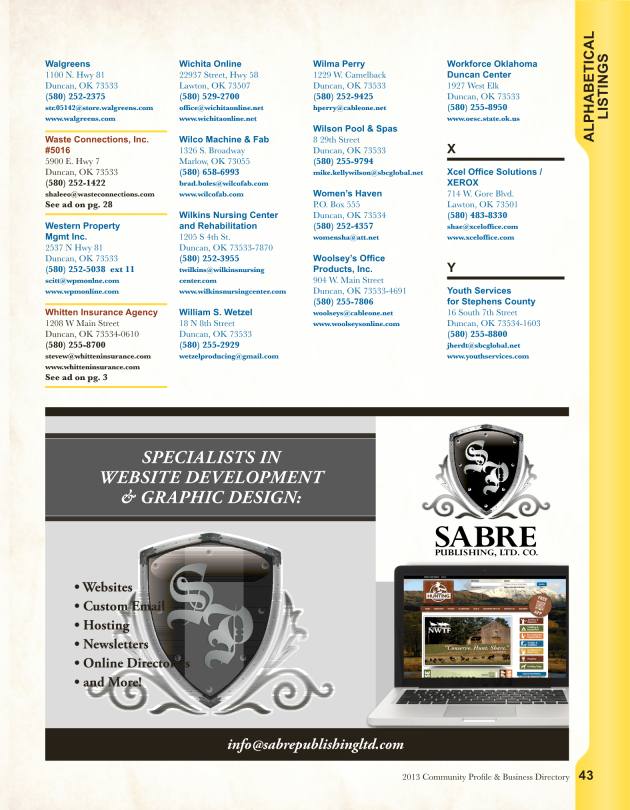 ALPHABETICAL
LISTINGS
Walgreens
1100 N. Hwy 81
Duncan, OK 73533
(580) 252-2375
str.05142@store.walgreens.com
www.walgreens.com
Waste Connections, Inc.
#5016
5900 E. Hwy 7
Duncan, OK 73533
(580) 252-1422
shaleeo@wasteconnections.com
See ad on pg. 28
Western Property
Mgmt Inc.
2537 N Hwy 81
Duncan, OK 73533
(580) 252-5038 ext 11
scitt@wpmonline.com
www.wpmonline.com
Whitten Insurance Agency
1208 W Main Street
Duncan, OK 73534-0610
(580) 255-8700
stevew@whitteninsurance.com
www.whitteninsurance.com
See ad on pg. 3
Wichita Online
22937 Street, Hwy 58
Lawton, OK 73507
(580) 529-2700
office@wichitaonline.net
www.wichitaonline.net
Wilco Machine & Fab
1326 S. Broadway
Marlow, OK 73055
(580) 658-6993
brad.boles@wilcofab.com
www.wilcofab.com
Wilkins Nursing Center
and Rehabilitation
1205 S 4th St.
Duncan, OK 73533-7870
(580) 252-3955
twilkins@wilkinsnursing
center.com
www.wilkinsnursingcenter.com
William S. Wetzel
18 N 8th Street
Duncan, OK 73533
(580) 255-2929
wetzelproducing@gmail.com
Wilma Perry
1229 W. Camelback
Duncan, OK 73533
(580) 252-9425
hperry@cableone.net
Wilson Pool & Spas
8 29th Street
Duncan, OK 73533
(580) 255-9794
mike.kellywilson@sbcglobal.net
Women's Haven
P.O. Box 555
Duncan, OK 73534
(580) 252-4357
womensha@att.net
Woolsey's Office
Products, Inc.
904 W. Main Street
Duncan, OK 73533-4691
(580) 255-7806
woolseys@cableone.net
www.woolseysonline.com
Workforce Oklahoma
Duncan Center
1927 West Elk
Duncan, OK 73533
(580) 255-8950
www.oesc.state.ok.us
X
Xcel Office Solutions /
XEROX
714 W. Gore Blvd.
Lawton, OK 73501
(580) 483-8330
shae@xceloffice.com
www.xceloffice.com
Y
Youth Services
for Stephens County
16 South 7th Street
Duncan, OK 73534-1603
(580) 255-8800
jherdt@sbcglobal.net
www.youthservices.com
SPECIALISTS IN
WEBSITE DEVELOPMENT
& GRAPHIC DESIGN:
• Websites
• Custom Email
• Hosting
• Newsletters
• Online Directories
• and More!
SP
SP
SABRE
PUBLISHING, LTD. CO.
HUNTING
NWTF
"Conserve. Hunt. Share."
info@sabrepublishingltd.com
2013 Community Profile & Business Directory 43